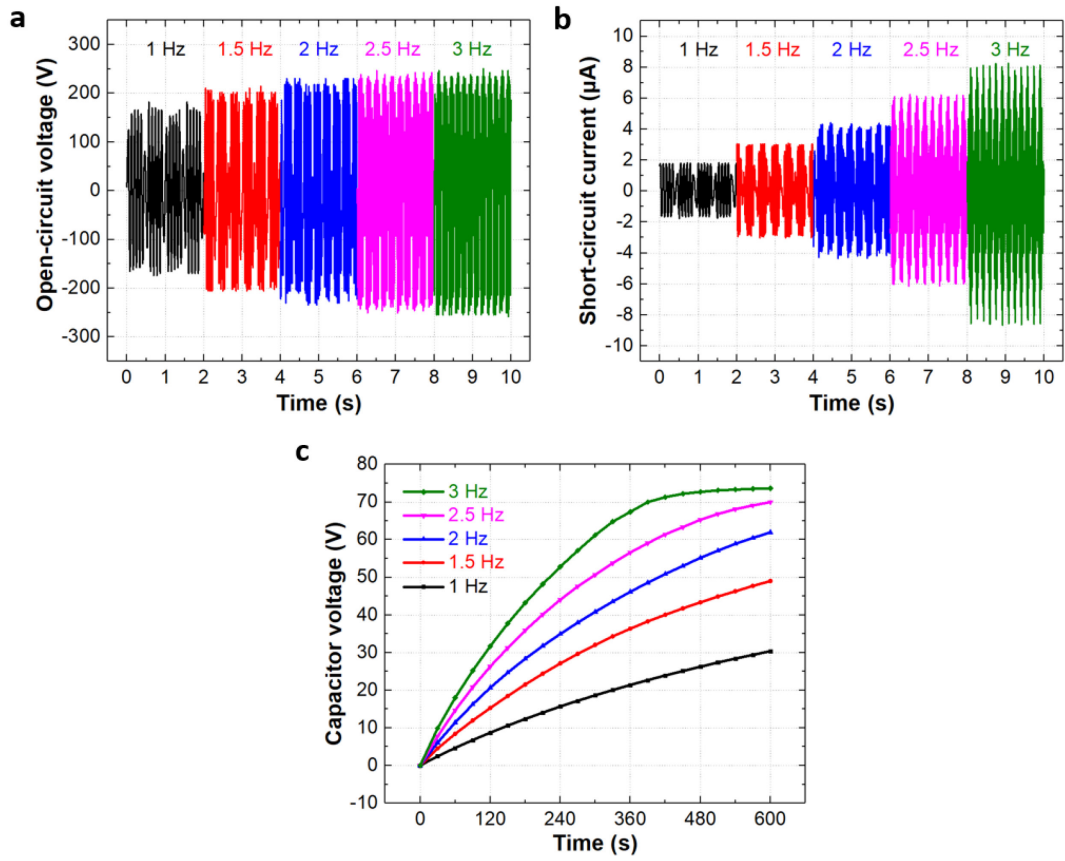 a
Open-circuit voltage (V)
300
200
100
0
-100
-200
-300
1 Hz 1.5 Hz 2 Hz 2.5 Hz 3 Hz
0 1 2 3 4 5 6 7 8 9 10
Time (s)
b
Short-circuit current (µA)
10
8
6
4
2
0
-2
-4
-6
-8
-10
1 Hz 1.5 Hz 2 Hz 2.5 Hz 3 Hz
0 1 2 3 4 5 6 7 8 9 10
Time (s)
c
Capacitor voltage (V)
80
70
60
50
40
30
20
10
0
-10
3 Hz
2.5 Hz
2 Hz
1.5 Hz
1 Hz
0 120 240 360 480 600
Time (s)